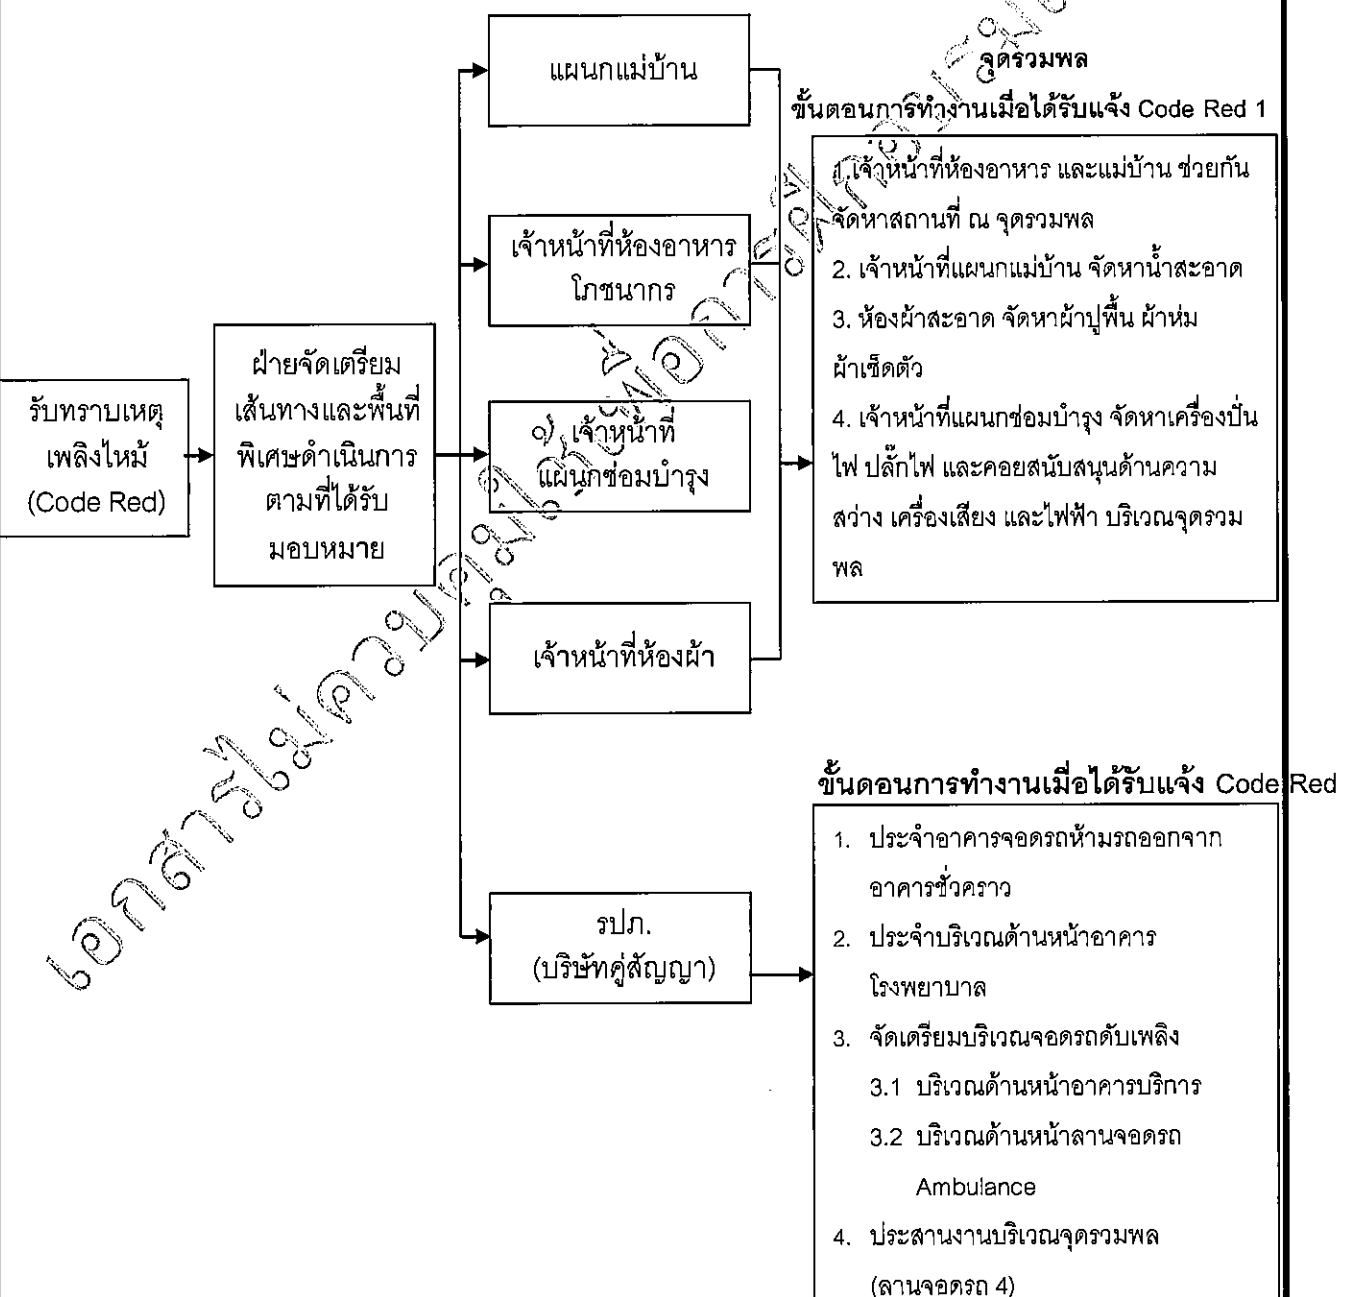 แผนกแม่บ้าน
เจ้าหน้าที่ห้องอาหาร
โภชนากร
ฝ่ายจัดเตรียม
เส้นทางและพื้นที่
พิเศษดำเนินการ
ตามที่ได้รับ
มอบหมาย
รับทราบเหตุ
เพลิงไหม้
(Code Red)
เจ้าหน้าที่
แผนกซ่อมบำรุง
เจ้าหน้าที่ห้องผ้า
รปภ.
(บริษัทคู่สัญญา)
จุดรวมพล
ขั้นตอนการทำงานเมื่อได้รับแจ้ง Code Red 1
1.เจ้าหน้าที่ห้องอาหาร และแม่บ้าน ช่วยกัน
จัดหาสถานที่ ณ จุดรวมพล
2. เจ้าหน้าที่แผนกแม่บ้าน จัดหาน้ำสะอาด
3. ห้องผ้าสะอาด จัดหาผ้าปูพื้น ผ้าห่ม
ผ้าเช็ดตัว
4. เจ้าหน้าที่แผนกซ่อมบำรุง จัดหาเครื่องปั่น
ไฟ ปลั๊กไฟ และคอยสนับสนุนด้านความ
สว่าง เครื่องเสียง และไฟฟ้า บริเวณจุดรวม
พล
ขั้นตอนการทำงานเมื่อได้รับแจ้ง Code Red
1. ประจำอาคารจอดรถห้ามรถออกจาก
อาคารชั่วคราว
2. ประจำบริเวณด้านหน้าอาคาร
โรงพยาบาล
3. จัดเตรียมบริเวณจอดรถดับเพลิง
3.1 บริเวณด้านหน้าอาคารบริการ
3.2 บริเวณด้านหน้าลานจอดรถ
Ambulance
4. ประสานงานบริเวณจุดรวมพล
(ลานจอดรถ 4)
เอกสารไม่ควบคุมใช้เพื่อการฝึกอบรม